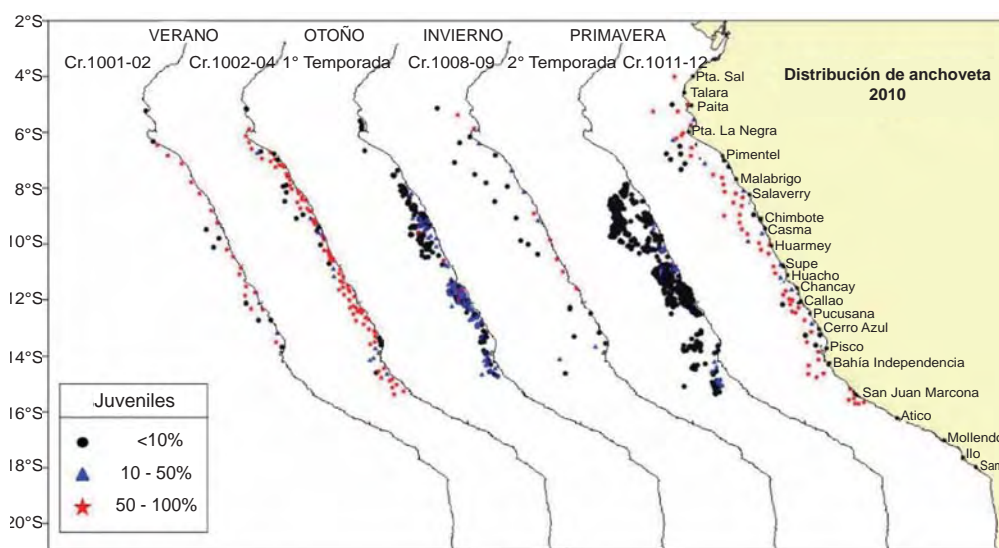 VERANO OTOÑO INVIERNO PRIMAVERA
Cr.1001-02 Cr.1002-04 1° Temporada Cr.1008-09 2° Temporada Cr.1011-12
Distribución de anchoveta
2010
2°S
4°S
6°S
8°S
10°S
12°S
14°S
16°S
18°S
20°S
Pta. Sal
Talara
Paita
Pta. La Negra
Pimentel
Malabrigo
Salaverry
Chimbote
Casma
Huarmey
Supe
Huacho
Chancay
Callao
Pucusana
Cerro Azul
Pisco
Bahía Independencia
San Juan Marcona
Atico
Mollendo
Ilo
Sam
Juveniles
<10%
10 - 50%
50 - 100%